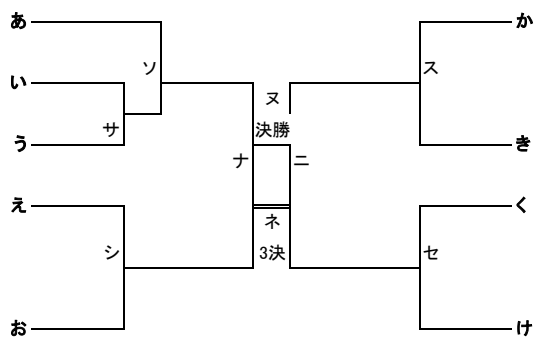 あ
か
ソ
ス
い
ヌ
サ
決勝
う
き
ナ
ニ
え
く
ネ
シ
3決
セ
お
け